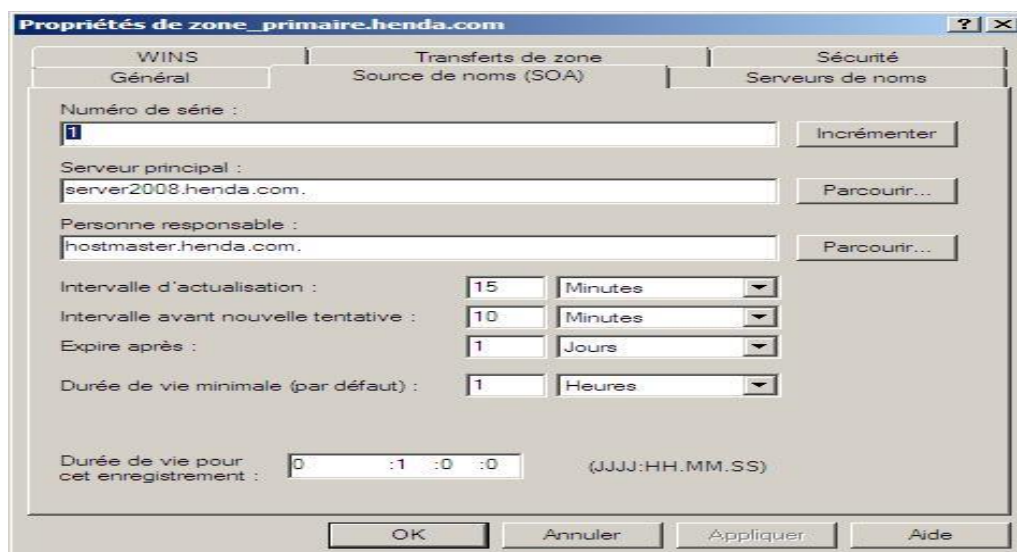 Propriétés de zone_primaire.henda.com
WINS Transferts de zone Sécurité
Général Source de noms (SOA) Serveurs de noms
Numéro de série :
1 Incrémenter
Serveur principal :
server2008.henda.com. Parcourir...
Personne responsable :
hostmaster.henda.com. Parcourir...
Intervalle d'actualisation : 15 Minutes
Intervalle avant nouvelle tentative : 10 Minutes
Expire après : 1 Jours
Durée de vie minimale (par défaut) : 1 Heures
Durée de vie pour
cet enregistrement : 0 :1 :0 :0 (JJJJ:HH.MM.SS)
OK Annuler Appliquer Aide